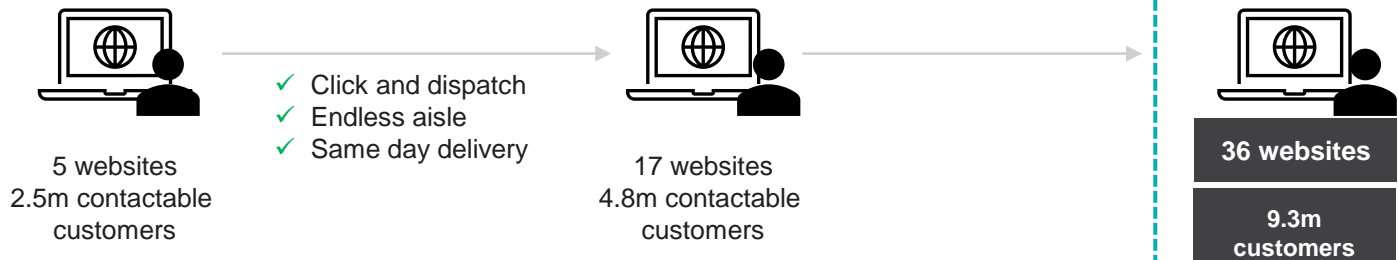 ✓ Click and dispatch
✓ Endless aisle
✓ Same day delivery
5 websites
2.5m contactable
customers
17 websites
4.8m contactable
customers
36 websites
9.3m
customers